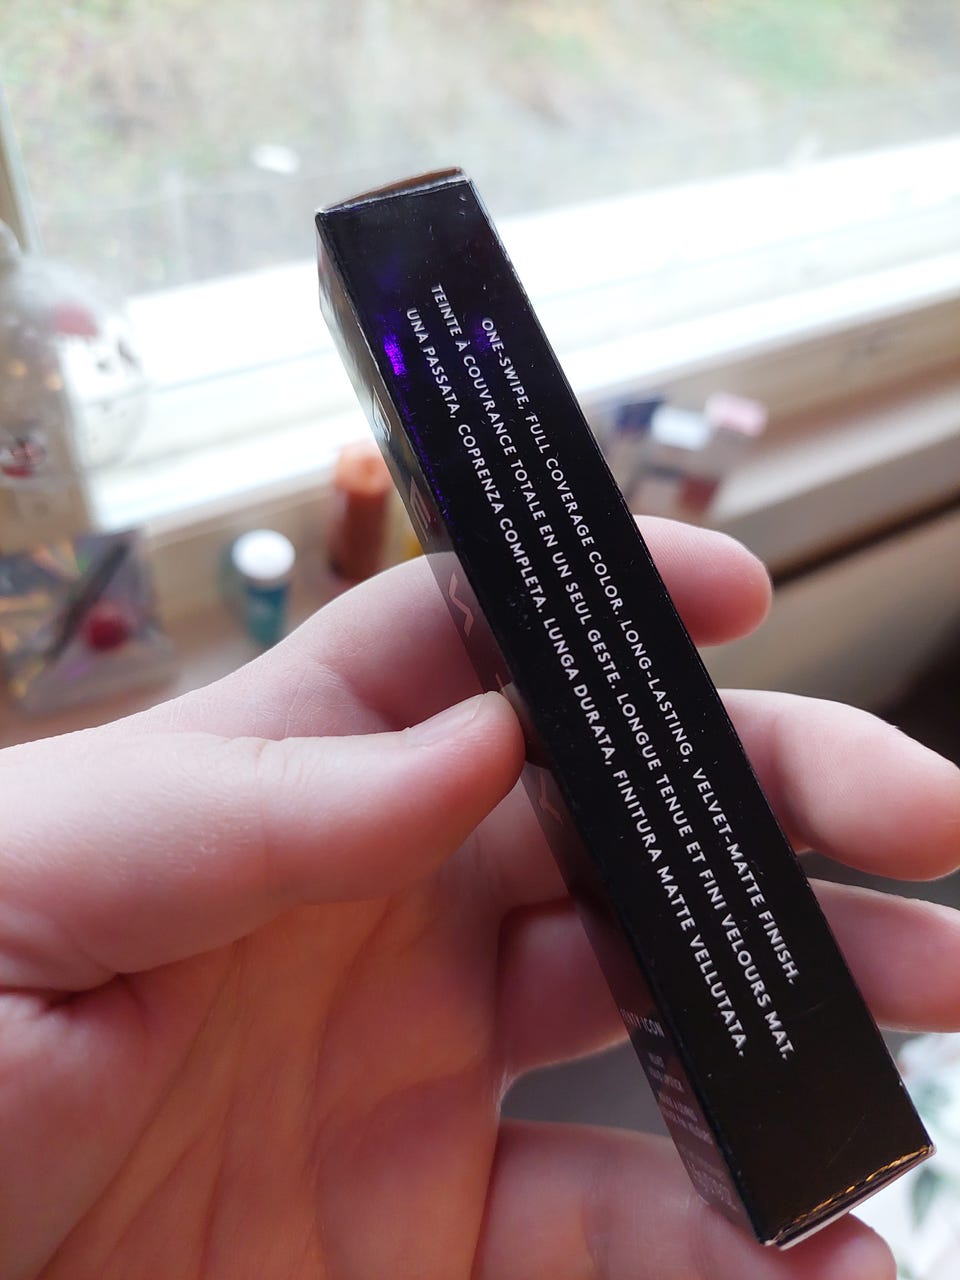 ONE-SWIPE, FULL COVERAGE COLOR. LONG-LASTING, VELVET-MATTE FINISH.
TEINTE À COUVRANCE TOTALE EN UN SEUL GESTE. LONGUE TENUE ET FINI VELOURS MAT.
UNA PASSATA, COPRENZA COMPLETA. LUNGA DURATA, FINITURA MATTE VELLUTATA.
ICON